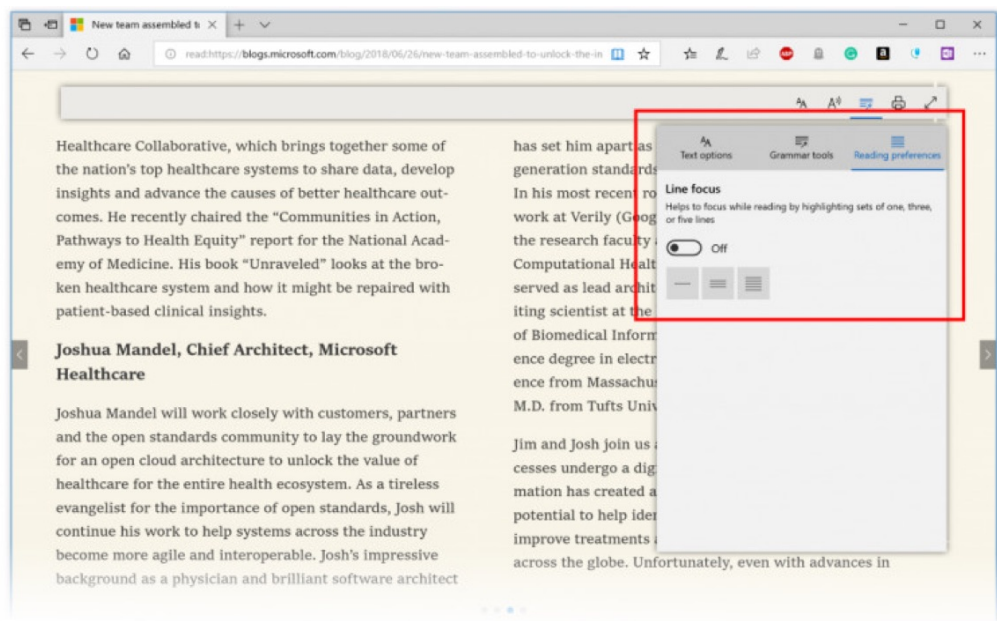 New team assembled t
read:https://blogs.microsoft.com/blog/2018/06/26/new-team-assembled-to-unlock-the-in
Healthcare Collaborative, which brings together some of
the nation's top healthcare systems to share data, develop
insights and advance the causes of better healthcare out-
comes. He recently chaired the “Communities in Action,
Pathways to Health Equity” report for the National Acad-
emy of Medicine. His book “Unraveled” looks at the bro-
ken healthcare system and how it might be repaired with
patient-based clinical insights.
Joshua Mandel, Chief Architect, Microsoft
Healthcare
Joshua Mandel will work closely with customers, partners
and the open standards community to lay the groundwork
for an open cloud architecture to unlock the value of
healthcare for the entire health ecosystem. As a tireless
evangelist for the importance of open standards, Josh will
continue his work to help systems across the industry
become more agile and interoperable. Josh's impressive
background as a physician and brilliant software architect
has set him apart as
generation standards
In his most recent ro
work at Verily (Goog
the research faculty
Computational Healt
served as lead archit
iting scientist at the
of Biomedical Inform
ence degree in electr
ence from Massachu
M.D. from Tufts Univ
Jim and Josh join us a
cesses undergo a dig
mation has created a
potential to help ider
improve treatments a
across the globe. Unfortunately, even with advances in
Text options Grammar tools Reading preferences
Line focus
Helps to focus while reading by highlighting sets of one, three,
or five lines
Off